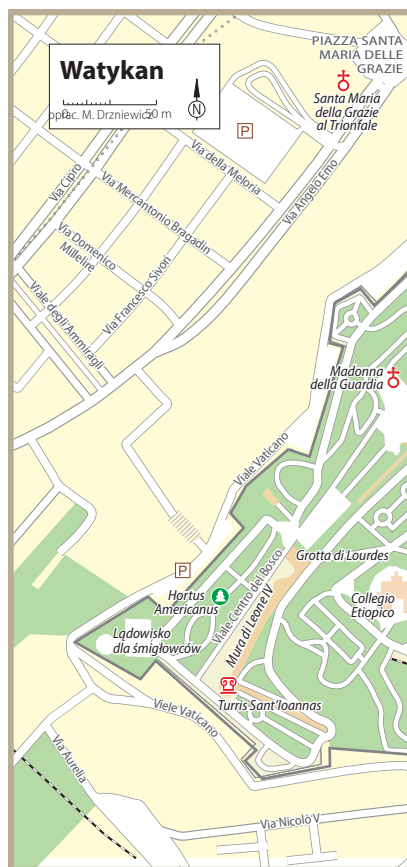 Watykan
0 50 m
oprac. M. Drzniewicz
N
PIAZZA SANTA
MARIA DELLE
GRAZIE
Santa Maria
della Grazie
al Trionfale
P
Via Cipro
Via della Meloria
Via Mercantonio Bragadin
Via Angelo Emo
Via Domenico
Millelire
Via Francesco Sivori
Viale degli Ammiragli
Madonna
della Guardia
Viale Vaticano
Grotta di Lourdes
P
Hortus
Americanus
Viale Centro del Bosco
Mura di Leone IV
Collegio
Etiopico
Lądowisko
dla śmigłowców
Turris Sant'Ioannas
Viele Vaticano
Via Aurelia
Via Nicolò V